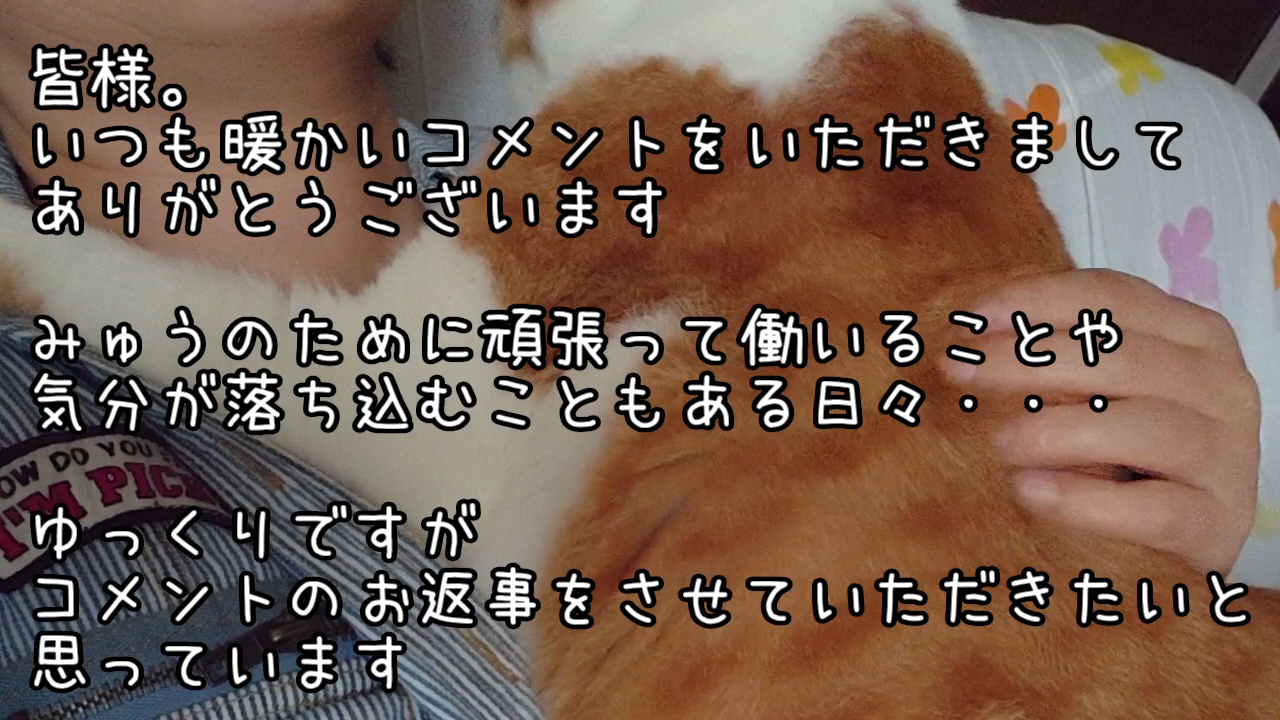 皆様。
いつも暖かいコメントをいただきまして
ありがとうございます
みゅうのために頑張って働いることや
気分が落ち込むこともある日々・・・
ゆっくりですが
コメントのお返事をさせていただきたいと
思っています
OW DO YOU
I'M PIC